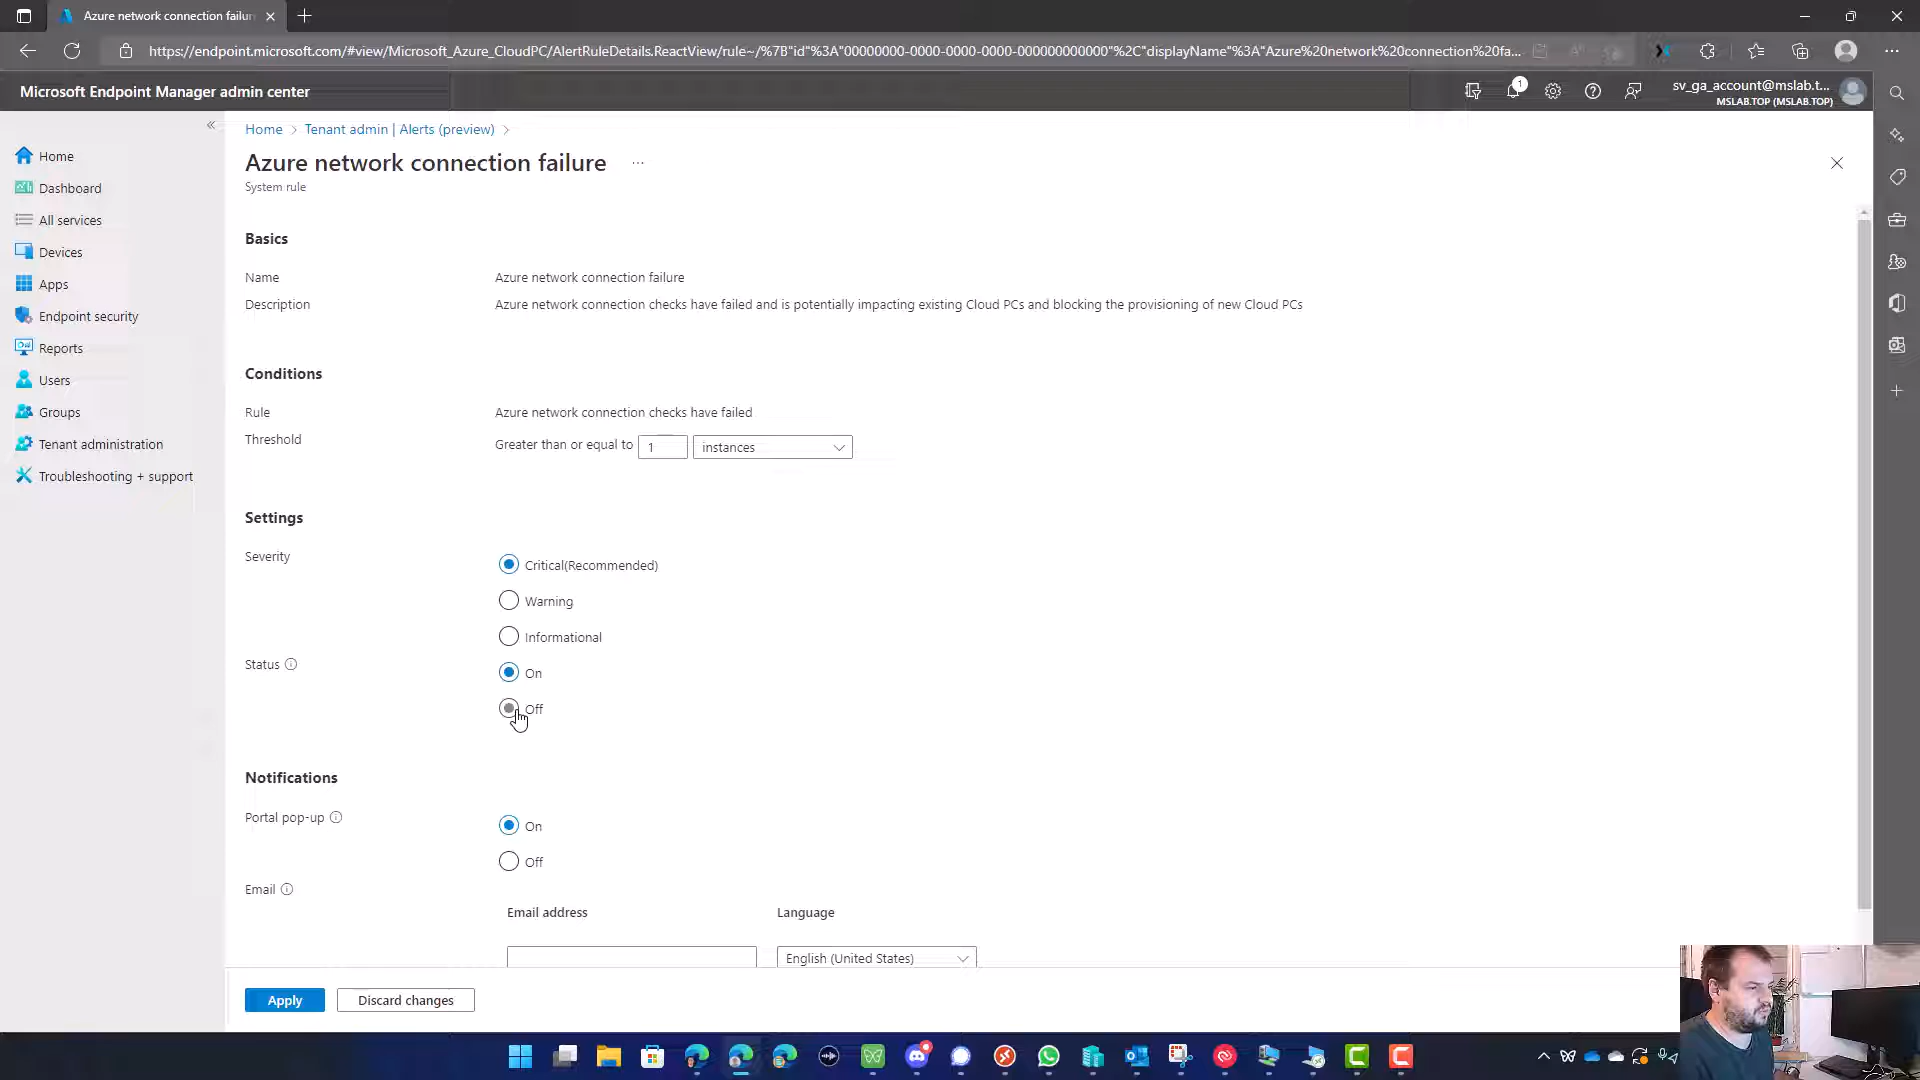 Azure network connection failur
https://endpoint.microsoft.com/#view/Microsoft_Azure_CloudPC/AlertRuleDetails.ReactView/rule~/%7B"id"%3A"00000000-0000-0000-0000-000000000000"%2C"displayName"%3A"Azure%20network%20connection%20fa...
Microsoft Endpoint Manager admin center
1
sv_ga_account@mslab.t...
MSLAB.TOP (MSLAB.TOP)
Home
Dashboard
All services
Devices
Apps
Endpoint security
Reports
Users
Groups
Tenant administration
Troubleshooting + support
Home > Tenant admin | Alerts (preview) >
Azure network connection failure ...
System rule
Basics
Name Azure network connection failure
Description Azure network connection checks have failed and is potentially impacting existing Cloud PCs and blocking the provisioning of new Cloud PCs
Conditions
Rule Azure network connection checks have failed
Threshold Greater than or equal to 1 instances
Settings
Severity Critical(Recommended)
Warning
Informational
Status On
Off
Notifications
Portal pop-up On
Off
Email
Email address Language
English (United States)
Apply Discard changes